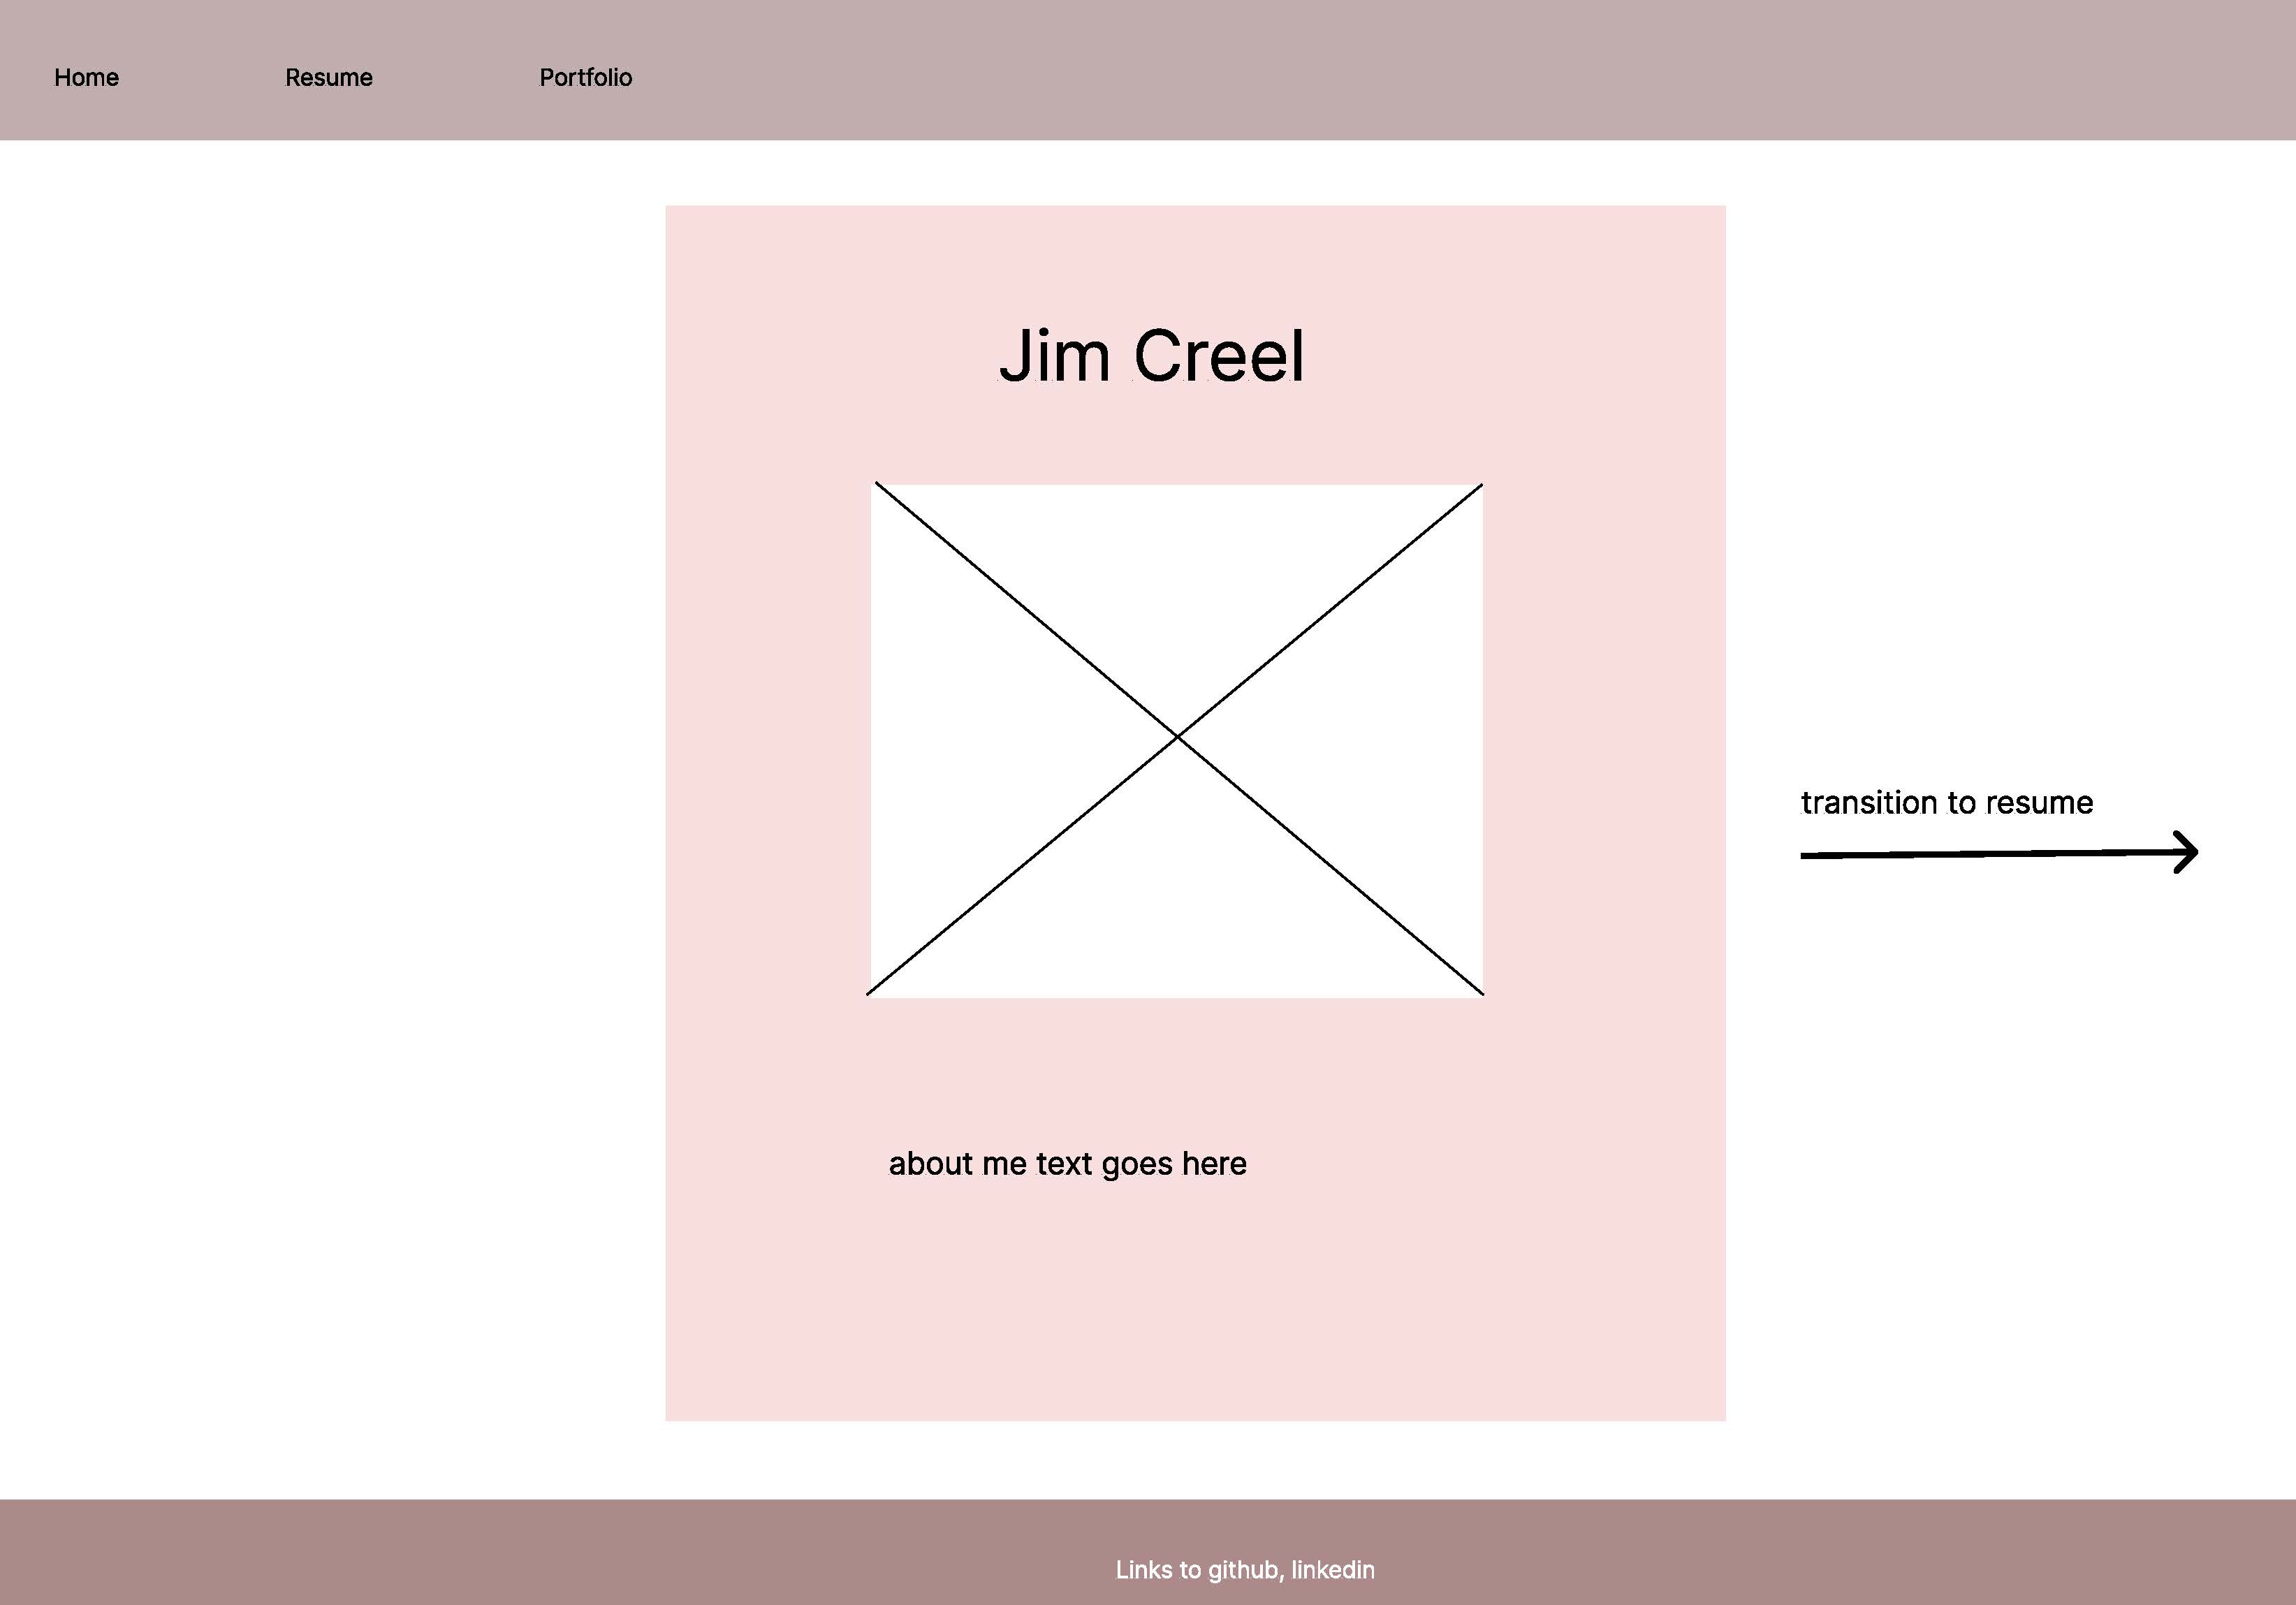 Home
Resume
Portfolio
Jim Creel
transition to resume
about me text goes here
Links to github, linkedin